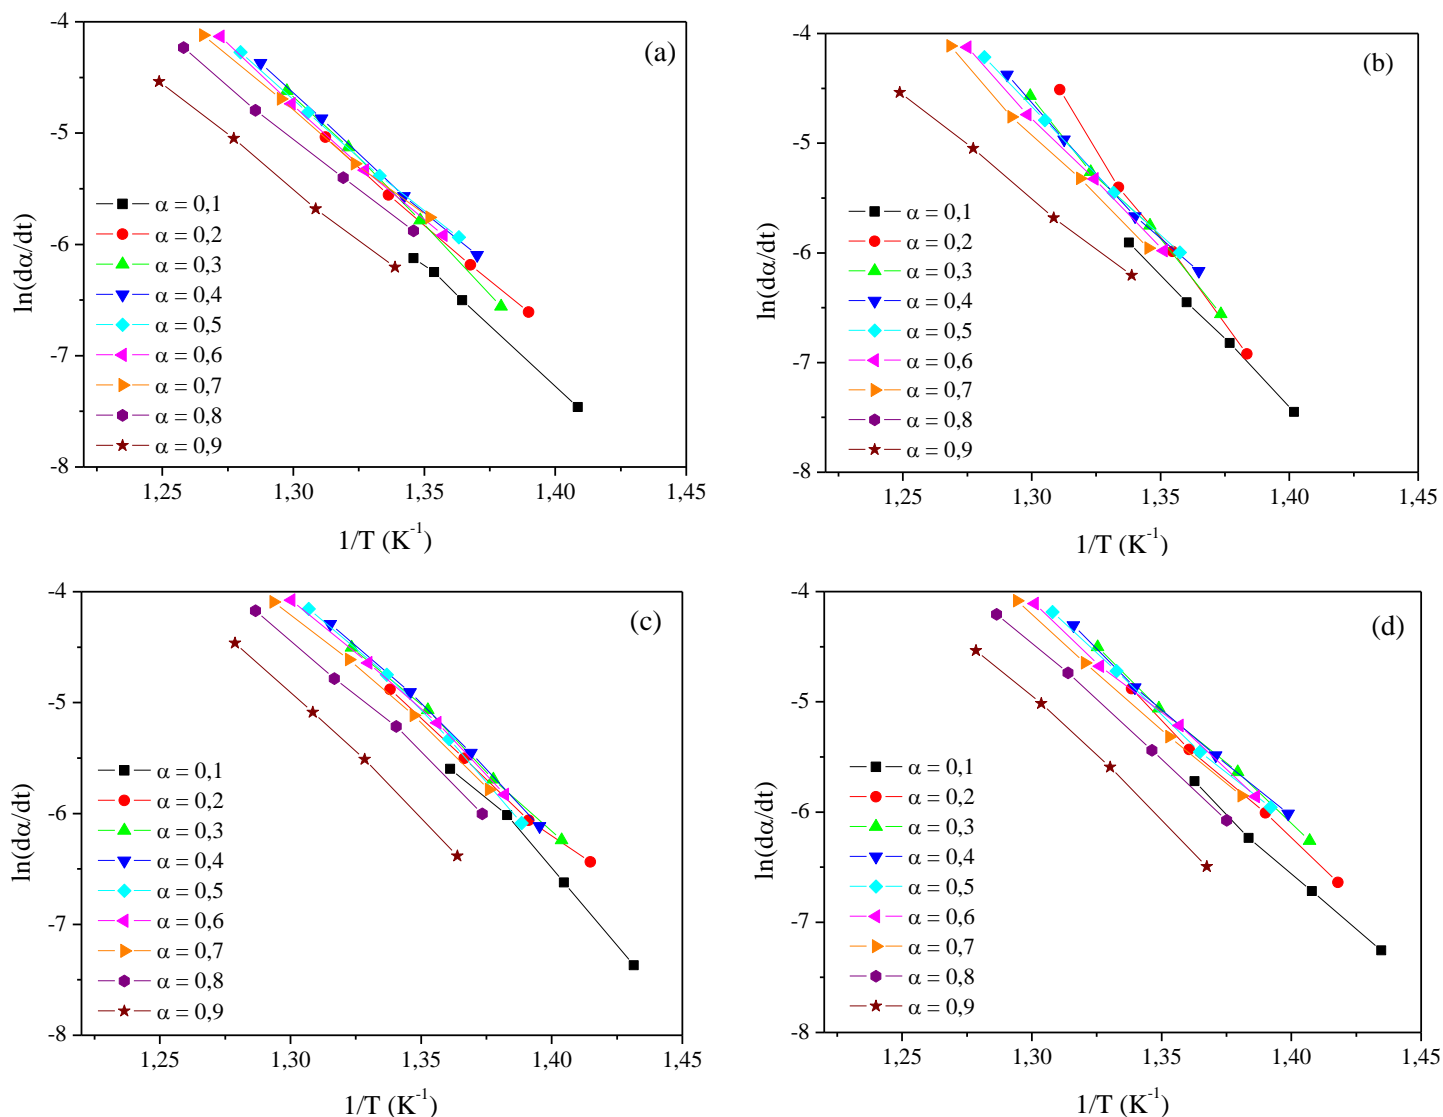 (a)
-4
-5
-6
-7
-8
ln(dα/dt)
α = 0,1
α = 0,2
α = 0,3
α = 0,4
α = 0,5
α = 0,6
α = 0,7
α = 0,8
α = 0,9
1,25 1,30 1,35 1,40 1,45
1/T (K⁻¹)
(b)
-4
-5
-6
-7
-8
ln(dα/dt)
α = 0,1
α = 0,2
α = 0,3
α = 0,4
α = 0,5
α = 0,6
α = 0,7
α = 0,8
α = 0,9
1,25 1,30 1,35 1,40 1,45
1/T (K⁻¹)
(c)
-4
-5
-6
-7
-8
ln(dα/dt)
α = 0,1
α = 0,2
α = 0,3
α = 0,4
α = 0,5
α = 0,6
α = 0,7
α = 0,8
α = 0,9
1,25 1,30 1,35 1,40 1,45
1/T (K⁻¹)
(d)
-4
-5
-6
-7
-8
ln(dα/dt)
α = 0,1
α = 0,2
α = 0,3
α = 0,4
α = 0,5
α = 0,6
α = 0,7
α = 0,8
α = 0,9
1,25 1,30 1,35 1,40 1,45
1/T (K⁻¹)